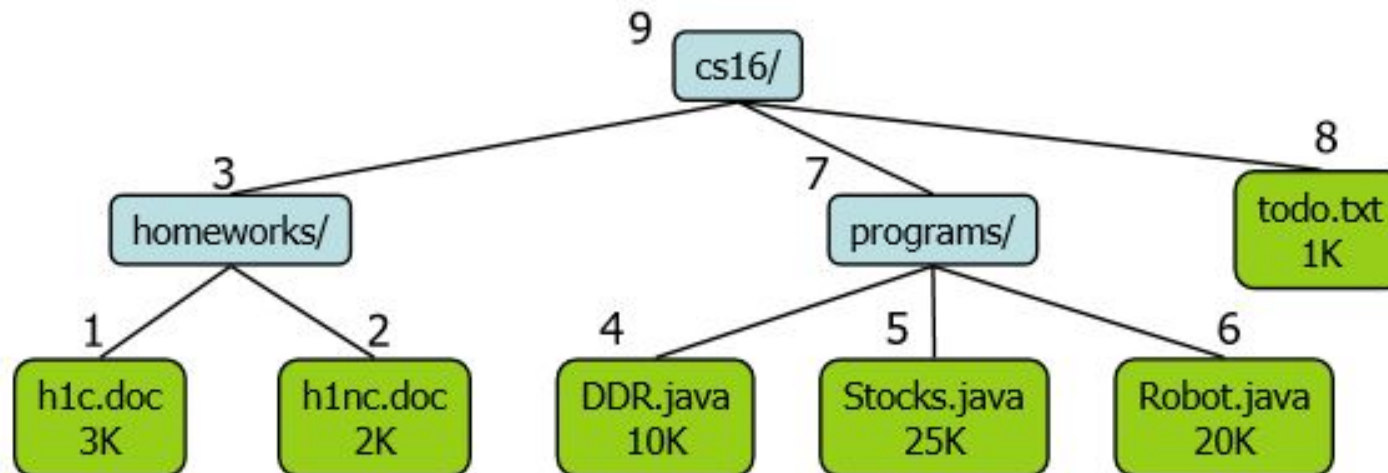 9
cs16/
3
7
8
homeworks/
programs/
todo.txt
1K
1
2
4
5
6
h1c.doc
3K
h1nc.doc
2K
DDR.java
10K
Stocks.java
25K
Robot.java
20K